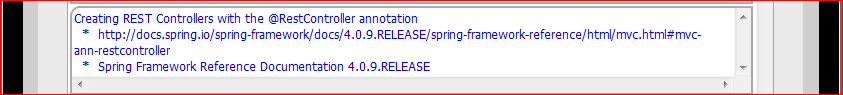 Creating REST Controllers with the @RestController annotation
* http://docs.spring.io/spring-framework/docs/4.0.9.RELEASE/spring-framework-reference/html/mvc.html#mvc-
ann-restcontroller
* Spring Framework Reference Documentation 4.0.9.RELEASE